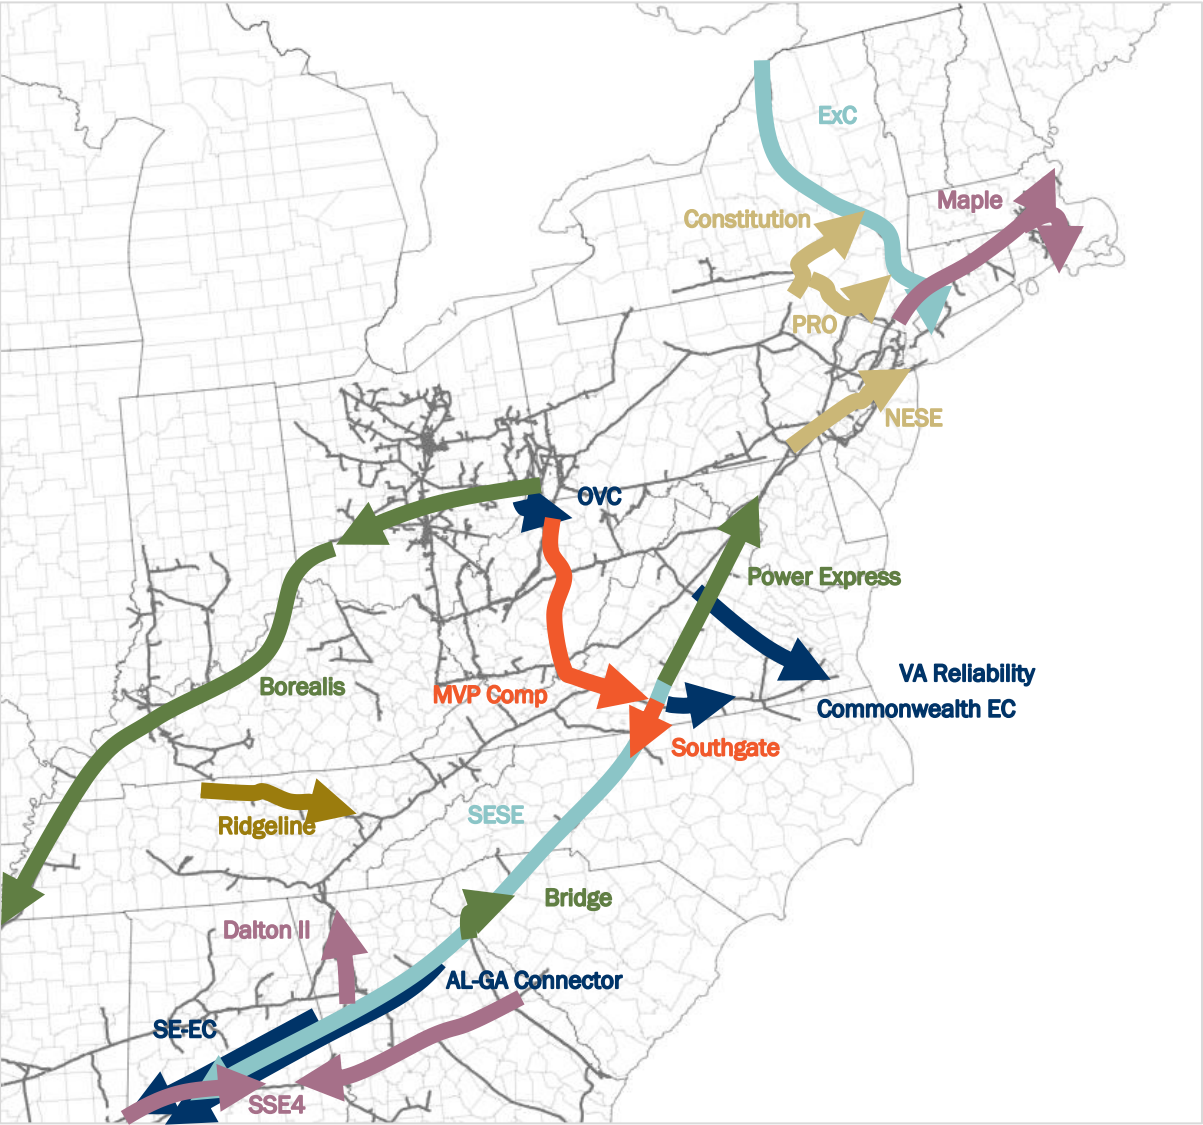 ExC
Maple
Constitution
PRO
NESE
OVC
Power Express
VA Reliability
Borealis
MVP Comp
Commonwealth EC
Southgate
SESE
Ridgeline
Bridge
Dalton II
AL-GA Connector
SE-EC
SSE4